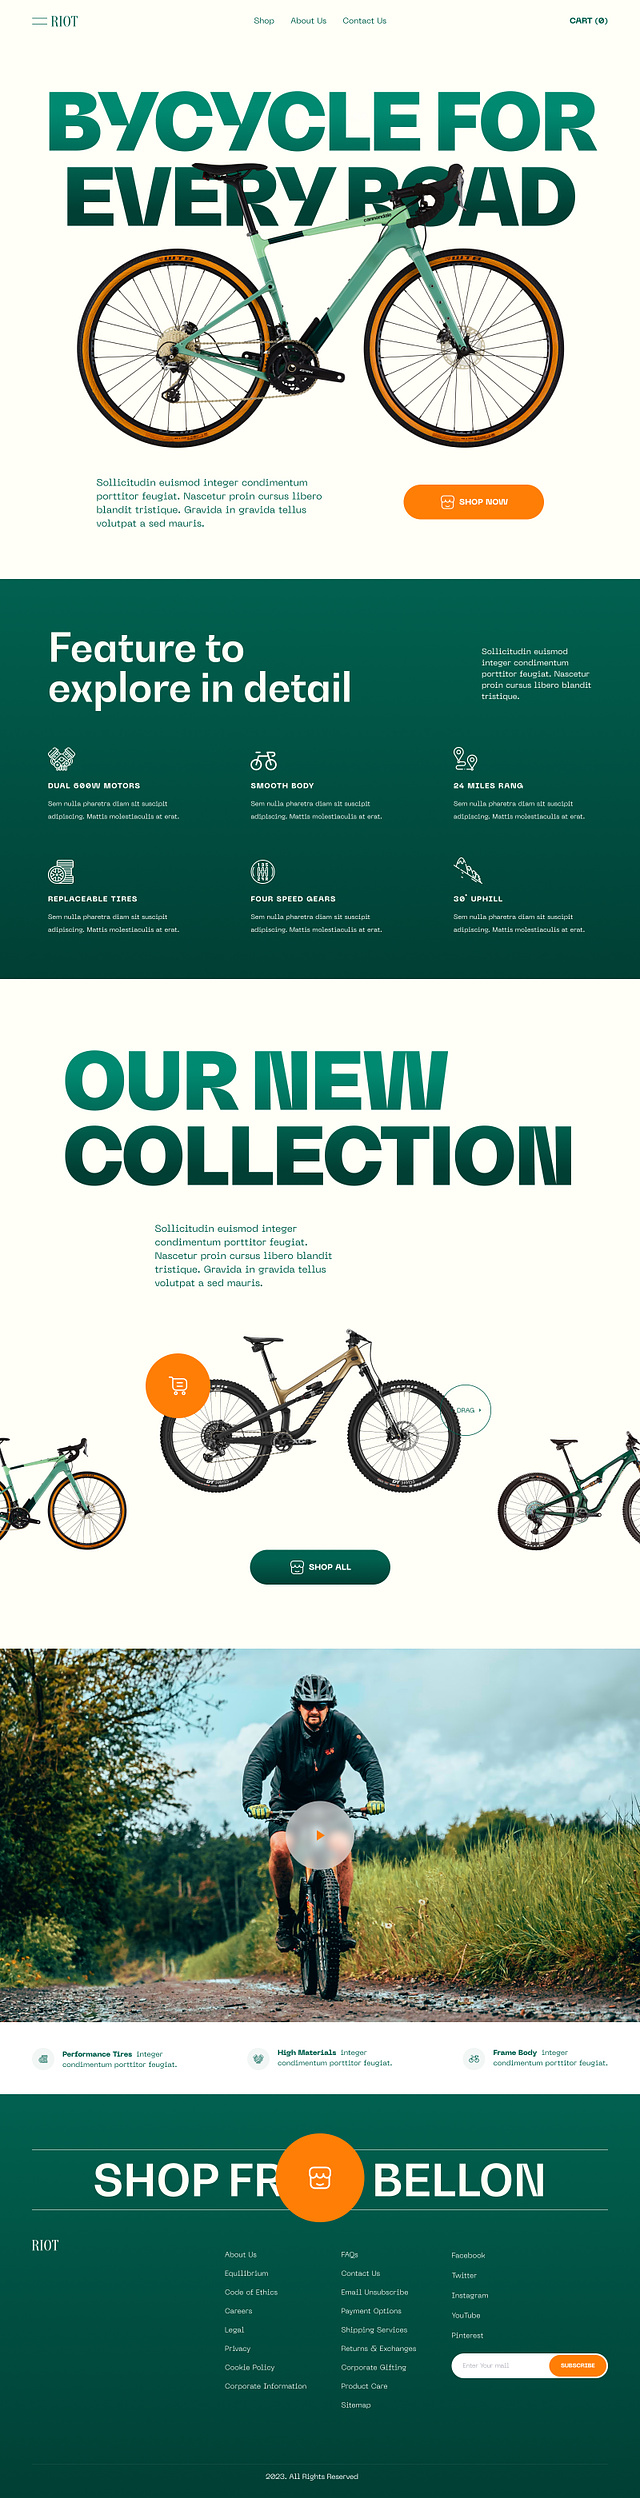 RIOT
Shop
About Us
Contact Us
CART (0)
BYCYCLE FOR
EVERY ROAD
cannondale
WTB
WTB
Sollicitudin euismod integer condimentum
porttitor feugiat. Nascetur proin cursus libero
blandit tristique. Gravida in gravida tellus
volutpat a sed mauris.
SHOP NOW
Feature to
explore in detail
Sollicitudin euismod
integer condimentum
porttitor feugiat. Nascetur
proin cursus libero blandit
tristique.
DUAL 600W MOTORS
Sem nulla pharetra diam sit suscipit
adipiscing. Mattis molestiaculis at erat.
SMOOTH BODY
Sem nulla pharetra diam sit suscipit
adipiscing. Mattis molestiaculis at erat.
24 MILES RANG
Sem nulla pharetra diam sit suscipit
adipiscing. Mattis molestiaculis at erat.
REPLACEABLE TIRES
Sem nulla pharetra diam sit suscipit
adipiscing. Mattis molestiaculis at erat.
FOUR SPEED GEARS
Sem nulla pharetra diam sit suscipit
adipiscing. Mattis molestiaculis at erat.
30° UPHILL
Sem nulla pharetra diam sit suscipit
adipiscing. Mattis molestiaculis at erat.
OUR NEW
COLLECTION
Sollicitudin euismod integer
condimentum porttitor feugiat.
Nascetur proin cursus libero blandit
tristique. Gravida in gravida tellus
volutpat a sed mauris.
DRAG
SHOP ALL
Performance Tires integer
condimentum porttitor feugiat.
High Materials integer
condimentum porttitor feugiat.
Frame Body integer
condimentum porttitor feugiat.
SHOP FR BELLON
RIOT
About Us
Equilibrium
Code of Ethics
Careers
Legal
Privacy
Cookie Policy
Corporate Information
FAQs
Contact Us
Email Unsubscribe
Payment Options
Shipping Services
Returns & Exchanges
Corporate Gifting
Product Care
Sitemap
Facebook
Twitter
Instagram
YouTube
Pinterest
Enter Your mail
SUBSCRIBE
2023. All Rights Reserved